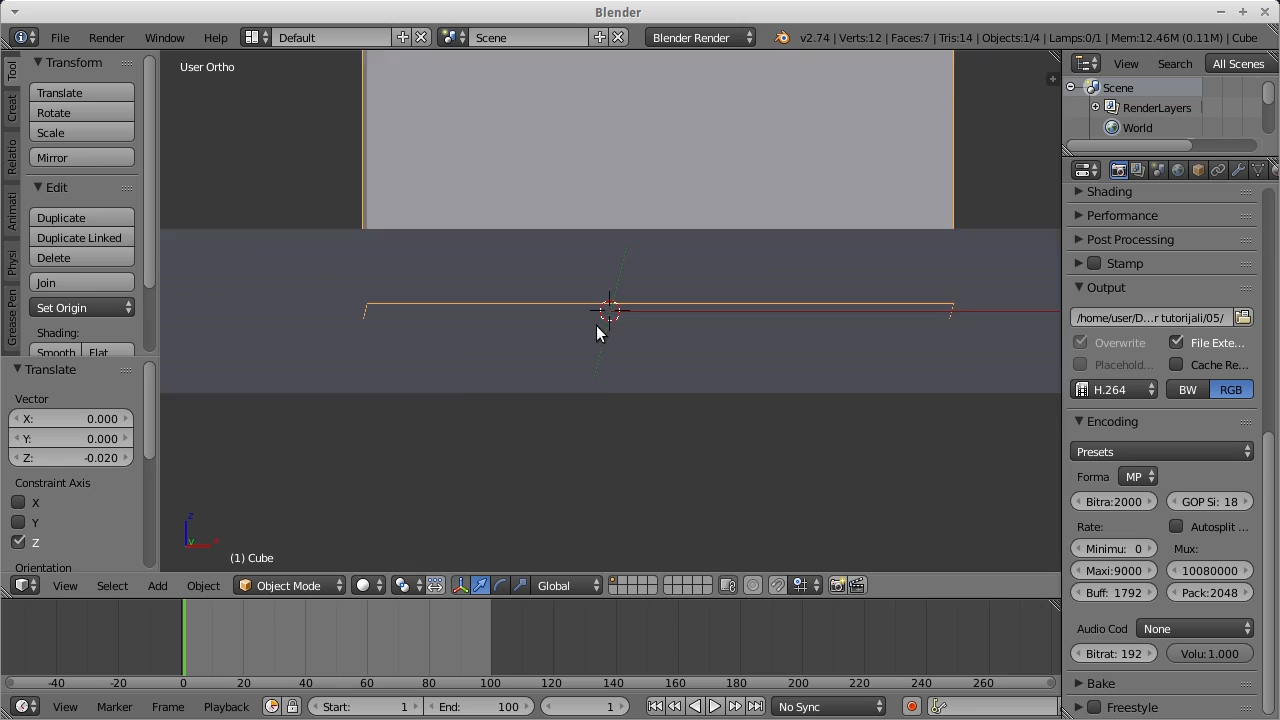 Blender
File Render Window Help Default Scene Blender Render v2.74 | Verts:12 | Faces:7 | Tris:14 | Objects:1/4 | Lamps:0/1 | Mem:12.46M (0.11M) | Cube
Tool
Creat
Relatio
Animati
Physi
Grease Pen
Transform
Translate
Rotate
Scale
Mirror
Edit
Duplicate
Duplicate Linked
Delete
Join
Set Origin
Shading:
Smooth Flat
Translate
Vector
X: 0.000
Y: 0.000
Z: -0.020
Constraint Axis
X
Y
Z
Orientation
User Ortho
z
(1) Cube
View Select Add Object Object Mode Global
-40 -20 0 20 40 60 80 100 120 140 160 180 200 220 240 260
View Marker Frame Playback Start: 1 End: 100 1 No Sync
View Search All Scenes
Scene
RenderLayers
World
Shading
Performance
Post Processing
Stamp
Output
/home/user/D...r tutorijali/05/
Overwrite File Exte...
Placehold... Cache Re...
H.264 BW RGB
Encoding
Presets
Forma MP
Bitra:2000 GOP Si: 18
Rate: Autosplit ...
Minimu: 0 Mux:
Maxi:9000 10080000
Buff: 1792 Pack:2048
Audio Cod None
Bitrat: 192 Volu:1.000
Bake
Freestyle